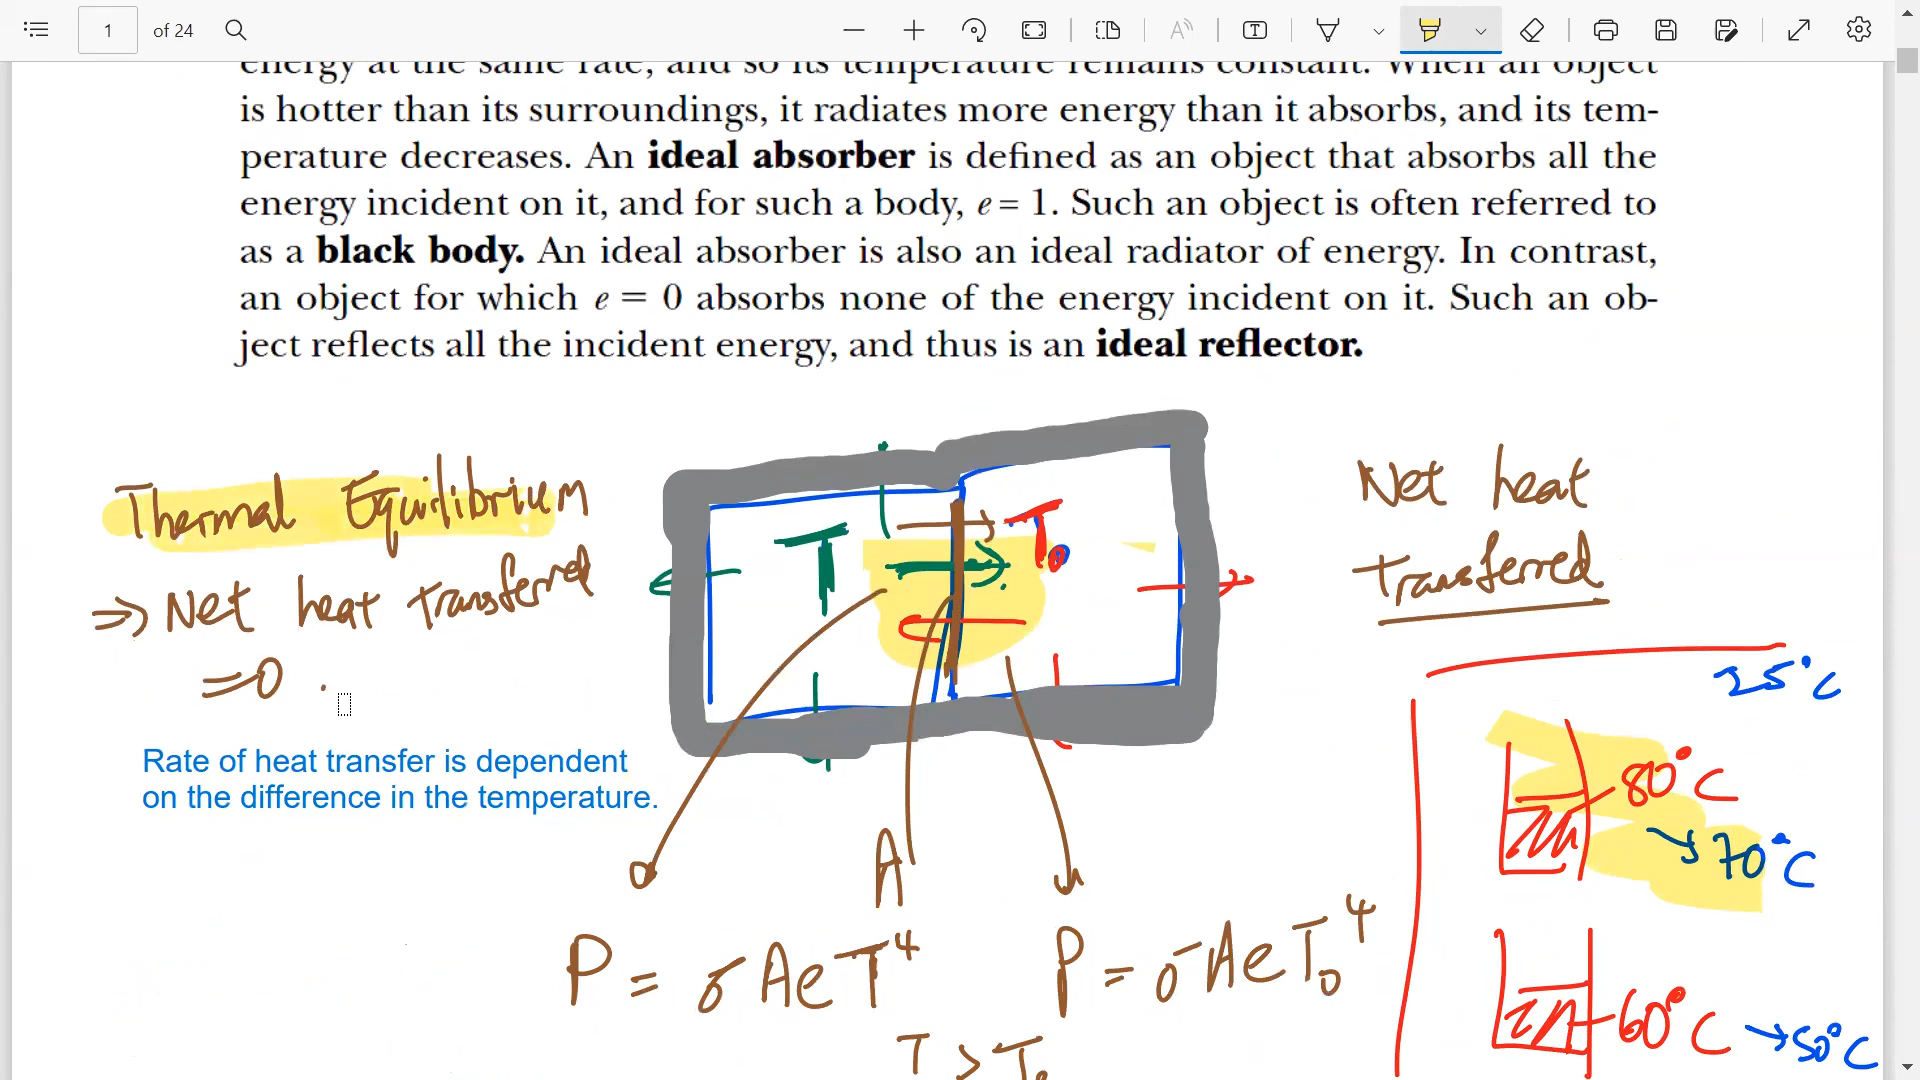 1 of 24
energy at the same rate, and so its temperature remains constant. When an object
is hotter than its surroundings, it radiates more energy than it absorbs, and its tem-
perature decreases. An ideal absorber is defined as an object that absorbs all the
energy incident on it, and for such a body, e = 1. Such an object is often referred to
as a black body. An ideal absorber is also an ideal radiator of energy. In contrast,
an object for which e = 0 absorbs none of the energy incident on it. Such an ob-
ject reflects all the incident energy, and thus is an ideal reflector.
Thermal Equilibrium
⇒ Net heat transferred
=0 .
Rate of heat transfer is dependent
on the difference in the temperature.
T
T₀
A
P = σAeT⁴
P = σAeT₀⁴
T > T₀
Net heat
transferred
25°C
80°C
→ 70°C
60°C → 50°C